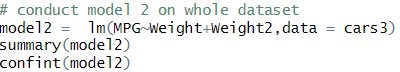 # conduct model 2 on whole dataset
model2 =  lm(MPG~Weight+Weight2,data = cars3)
summary(model2)
confint(model2)